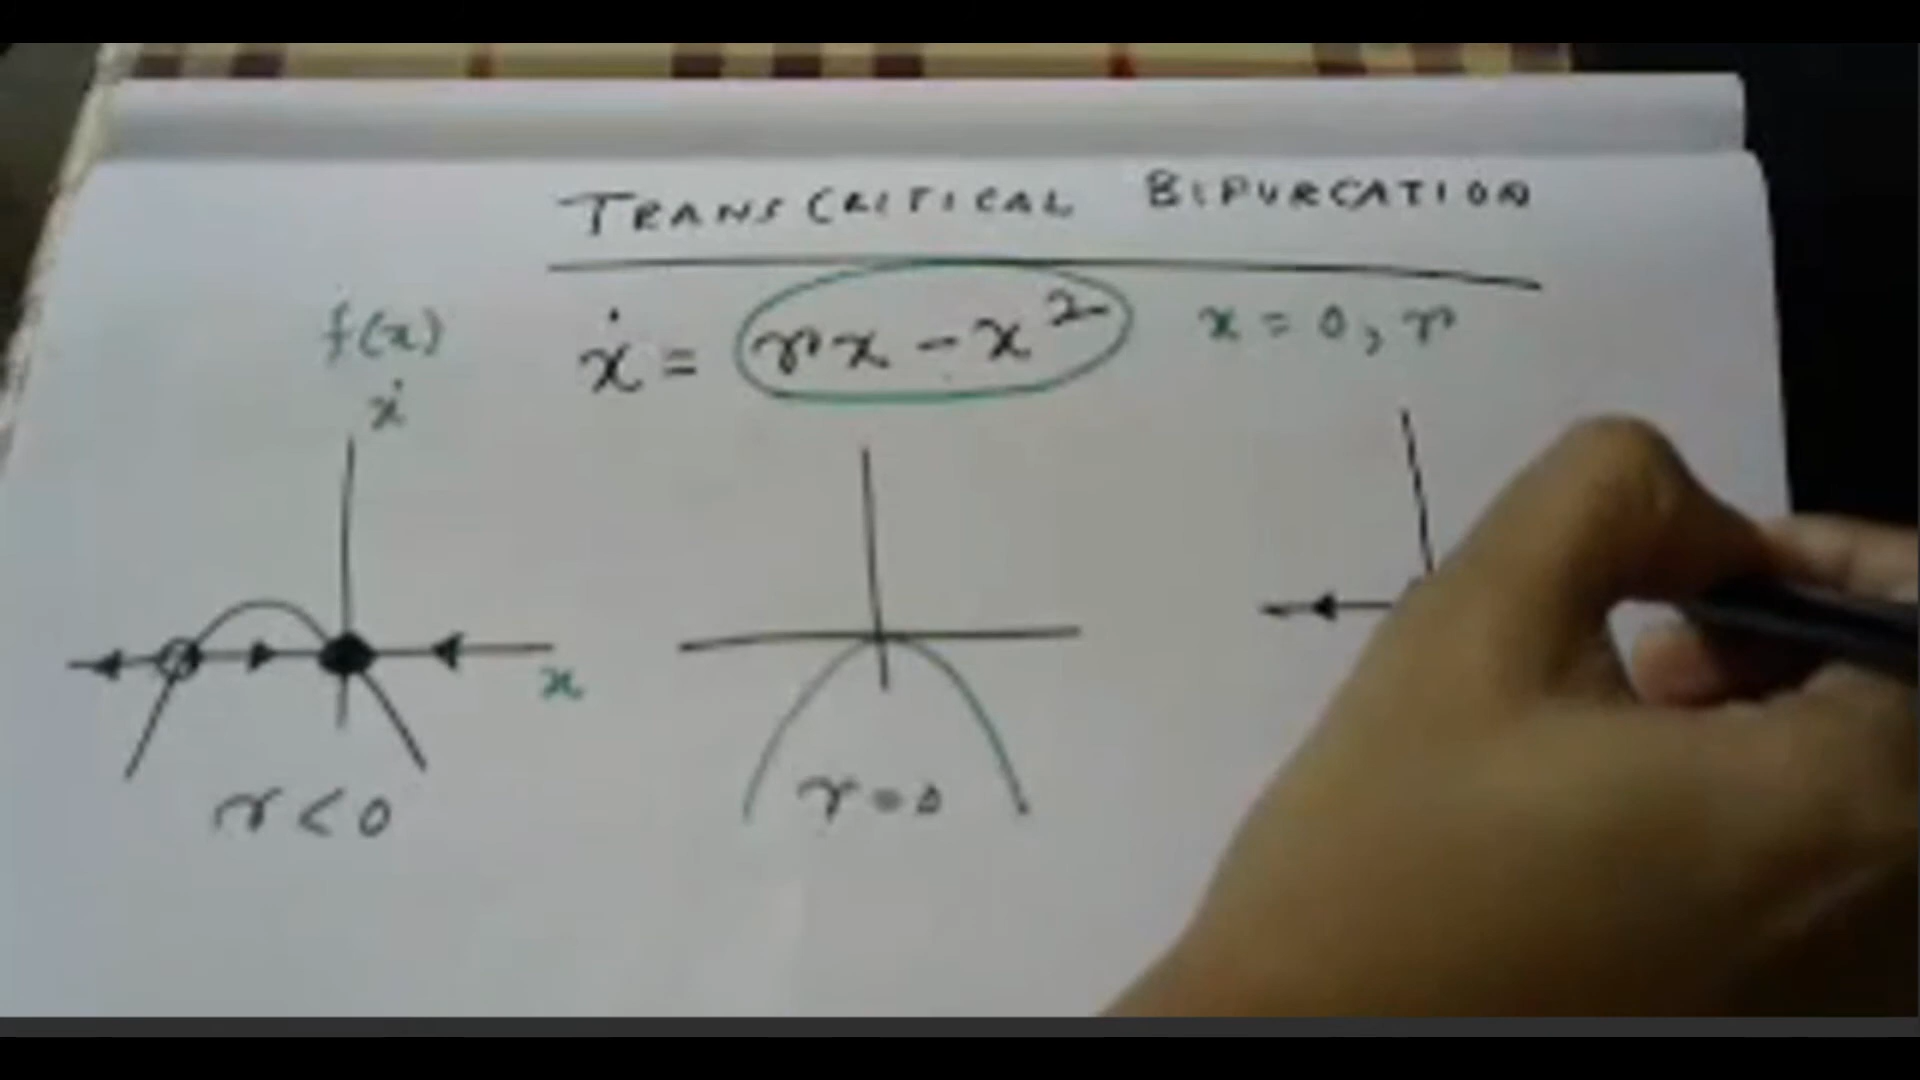 TRANSCRITICAL BIFURCATION
f(x)
ẋ = rx - x² x = 0, r
ẋ
x
r < 0
r = 0